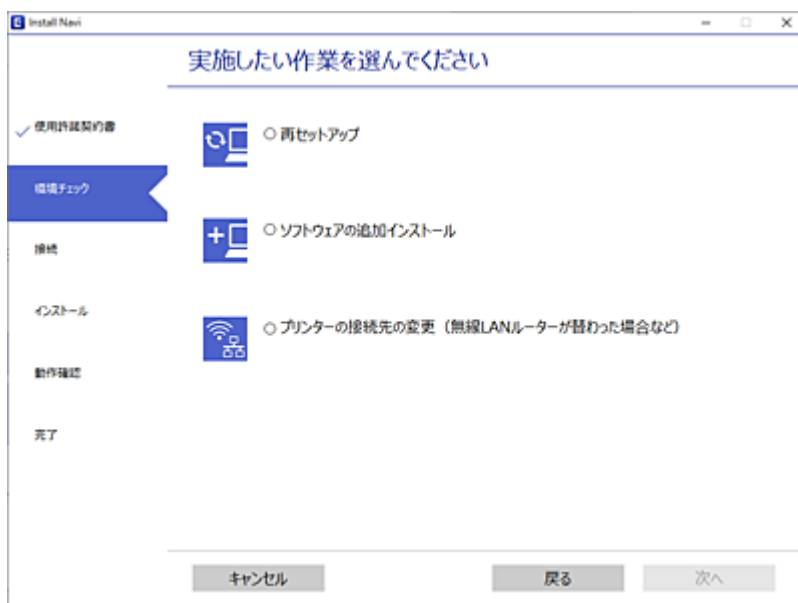 Install Navi
実施したい作業を選んでください
使用許諾契約書
環境チェック
接続
インストール
動作確認
完了
再セットアップ
ソフトウェアの追加インストール
プリンターの接続先の変更（無線LANルーターが替わった場合など）
キャンセル
戻る
次へ